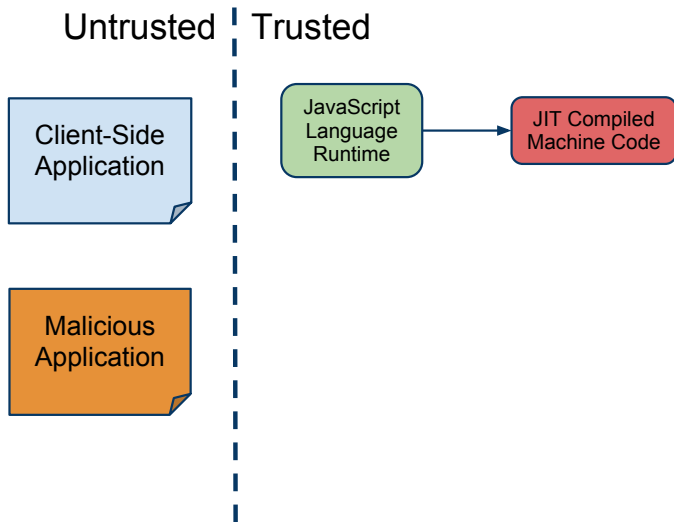 Untrusted
Trusted
Client-Side
Application
JavaScript
Language
Runtime
JIT Compiled
Machine Code
Malicious
Application